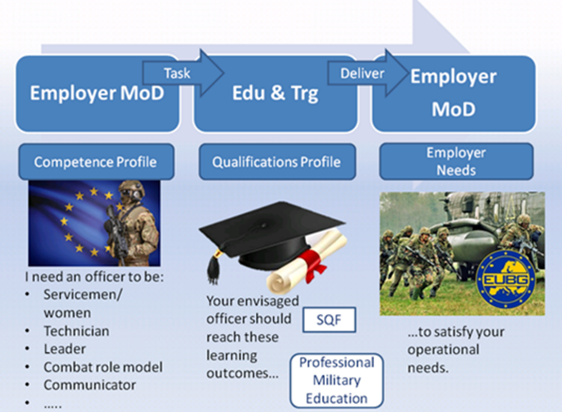 Employer MoD
Task
Edu & Trg
Deliver
Employer
MoD
Competence Profile
Qualifications Profile
Employer
Needs
I need an officer to be:
• Servicemen/
women
• Technician
• Leader
• Combat role model
• Communicator
• .....
Your envisaged
officer should
reach these
learning
outcomes...
SQF
Professional
Military
Education
EUBG
...to satisfy your
operational
needs.